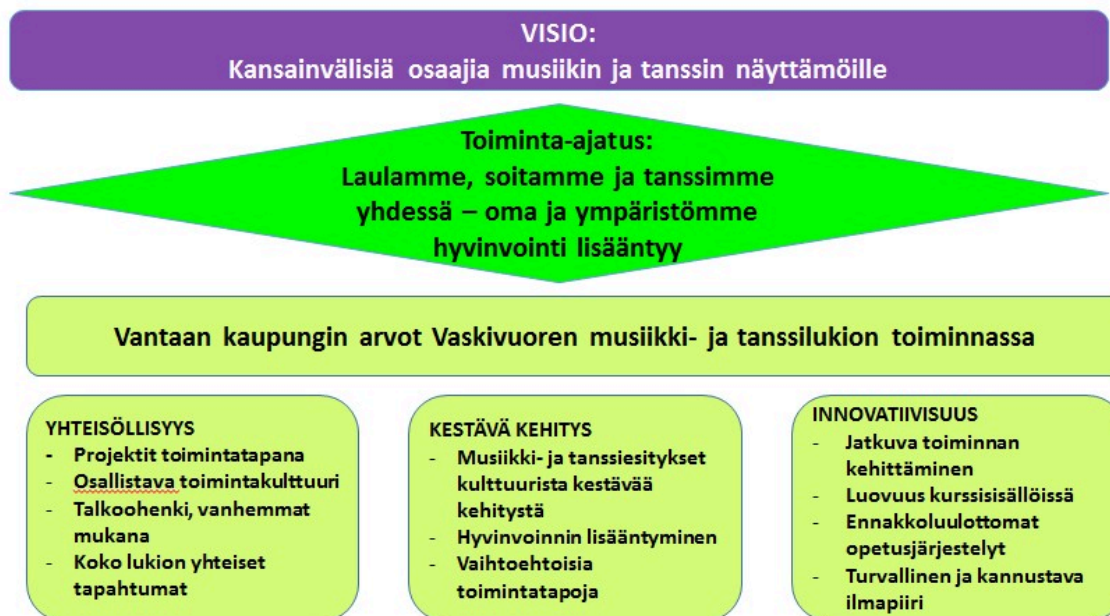 VISIO:
Kansainvälisiä osaajia musiikin ja tanssin näyttämöille
Toiminta-ajatus:
Laulamme, soitamme ja tanssimme
yhdessä – oma ja ympäristömme
hyvinvointi lisääntyy
Vantaan kaupungin arvot Vaskivuoren musiikki- ja tanssilukion toiminnassa
YHTEISÖLLISYYS
- Projektit toimintatapana
- Osallistava toimintakulttuuri
- Talkoohenki, vanhemmat
mukana
- Koko lukion yhteiset
tapahtumat
KESTÄVÄ KEHITYS
- Musiikki- ja tanssiesitykset
kulttuurista kestävää
kehitystä
- Hyvinvoinnin lisääntyminen
- Vaihtoehtoisia
toimintatapoja
INNOVATIIVISUUS
- Jatkuva toiminnan
kehittäminen
- Luovuus kurssisisällöissä
- Ennakkoluulottomat
opetusjärjestelyt
- Turvallinen ja kannustava
ilmapiiri